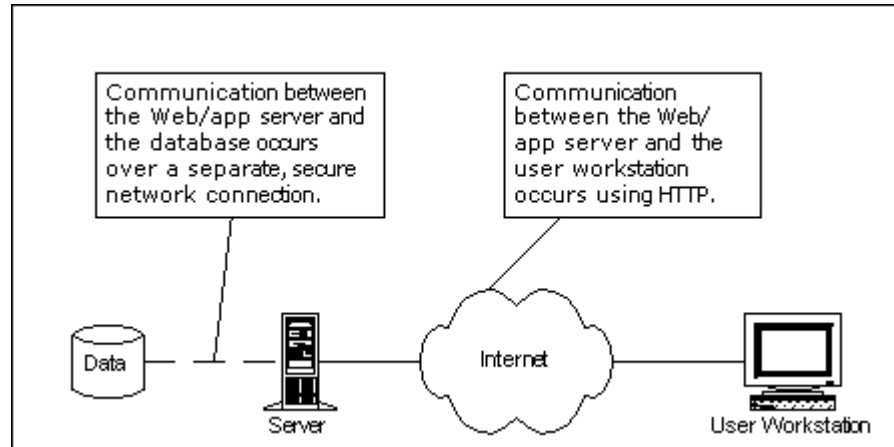 Communication between
the Web/app server and
the database occurs
over a separate, secure
network connection.
Communication
between the Web/
app server and the
user workstation
occurs using HTTP.
Data
Server
Internet
User Workstation